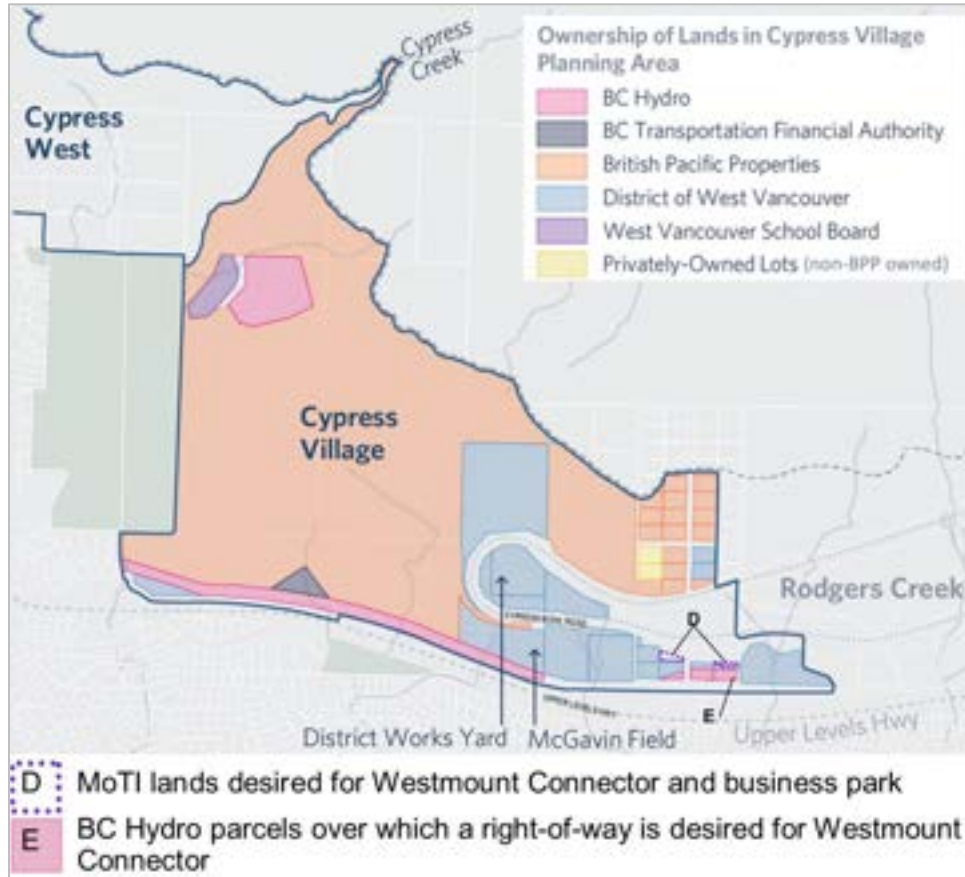 Cypress
Creek
Cypress
West
Ownership of Lands in Cypress Village
Planning Area
BC Hydro
BC Transportation Financial Authority
British Pacific Properties
District of West Vancouver
West Vancouver School Board
Privately-Owned Lots (non-BPP owned)
Cypress
Village
Rodgers Creek
D
E
UPPER LEVELS HWY
Upper Levels Hwy
District Works Yard
McGavin Field
D MoTI lands desired for Westmount Connector and business park
E BC Hydro parcels over which a right-of-way is desired for Westmount
Connector